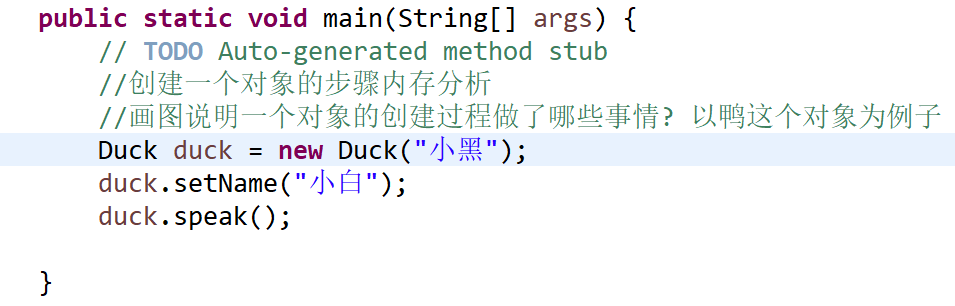 public static void main(String[] args) {
// TODO Auto-generated method stub
//创建一个对象的步骤内存分析
//画图说明一个对象的创建过程做了哪些事情? 以鸭这个对象为例子
Duck duck = new Duck("小黑");
duck.setName("小白");
duck.speak();
}